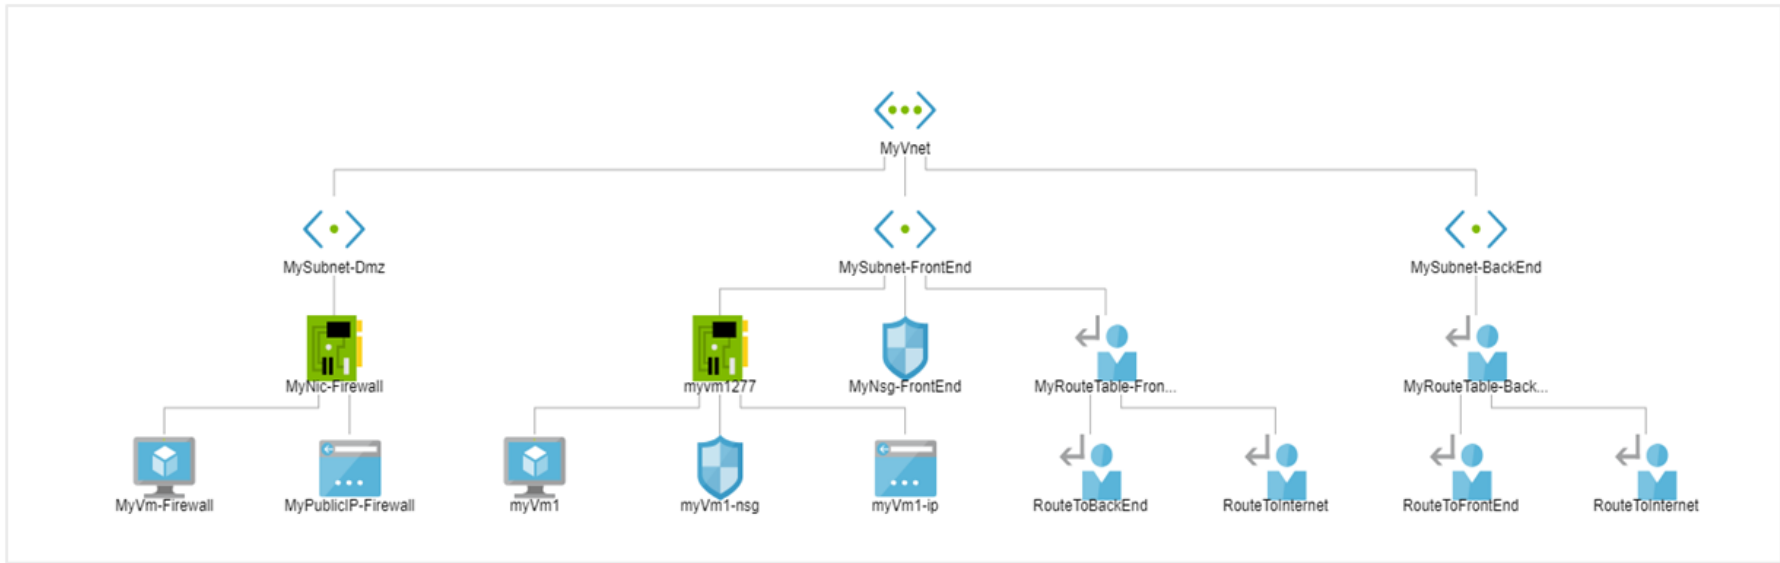 MyVnet
MySubnet-Dmz
MySubnet-FrontEnd
MySubnet-BackEnd
MyNic-Firewall
myvm1277
MyNsg-FrontEnd
MyRouteTable-Fron...
MyRouteTable-Back...
MyVm-Firewall
MyPublicIP-Firewall
myVm1
myVm1-nsg
myVm1-ip
RouteToBackEnd
RouteToInternet
RouteToFrontEnd
RouteToInternet